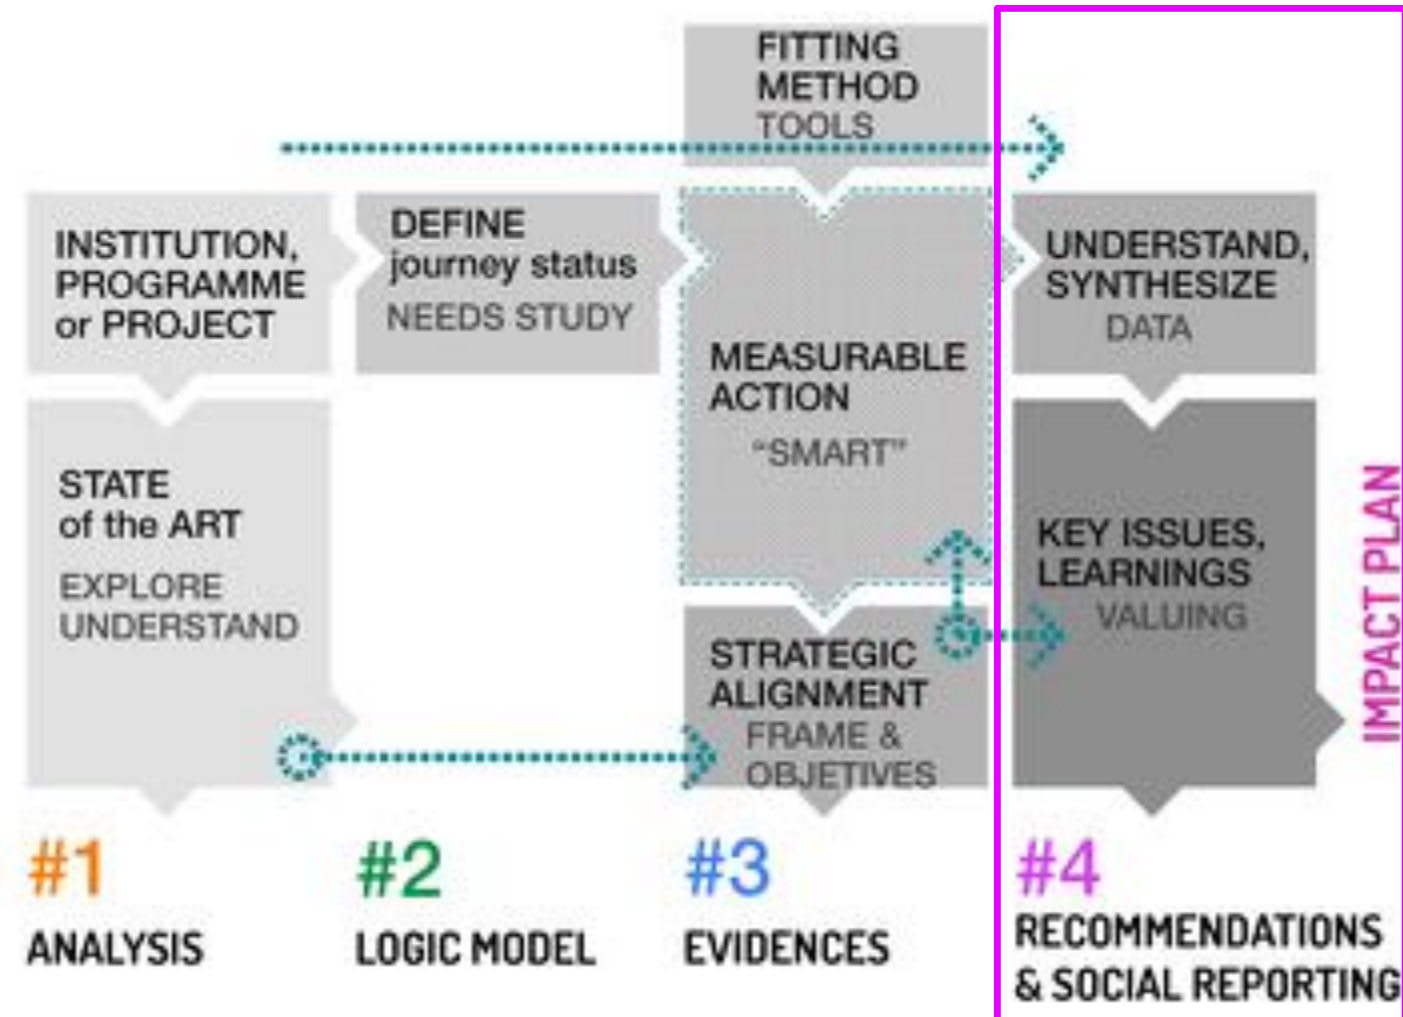 FITTING
METHOD
TOOLS
INSTITUTION,
PROGRAMME
or PROJECT
DEFINE
journey status
NEEDS STUDY
MEASURABLE
ACTION
“SMART”
UNDERSTAND,
SYNTHESIZE
DATA
STATE
of the ART
EXPLORE
UNDERSTAND
STRATEGIC
ALIGNMENT
FRAME &
OBJETIVES
KEY ISSUES,
LEARNINGS
VALUING
IMPACT PLAN
#1
ANALYSIS
#2
LOGIC MODEL
#3
EVIDENCES
#4
RECOMMENDATIONS
& SOCIAL REPORTING